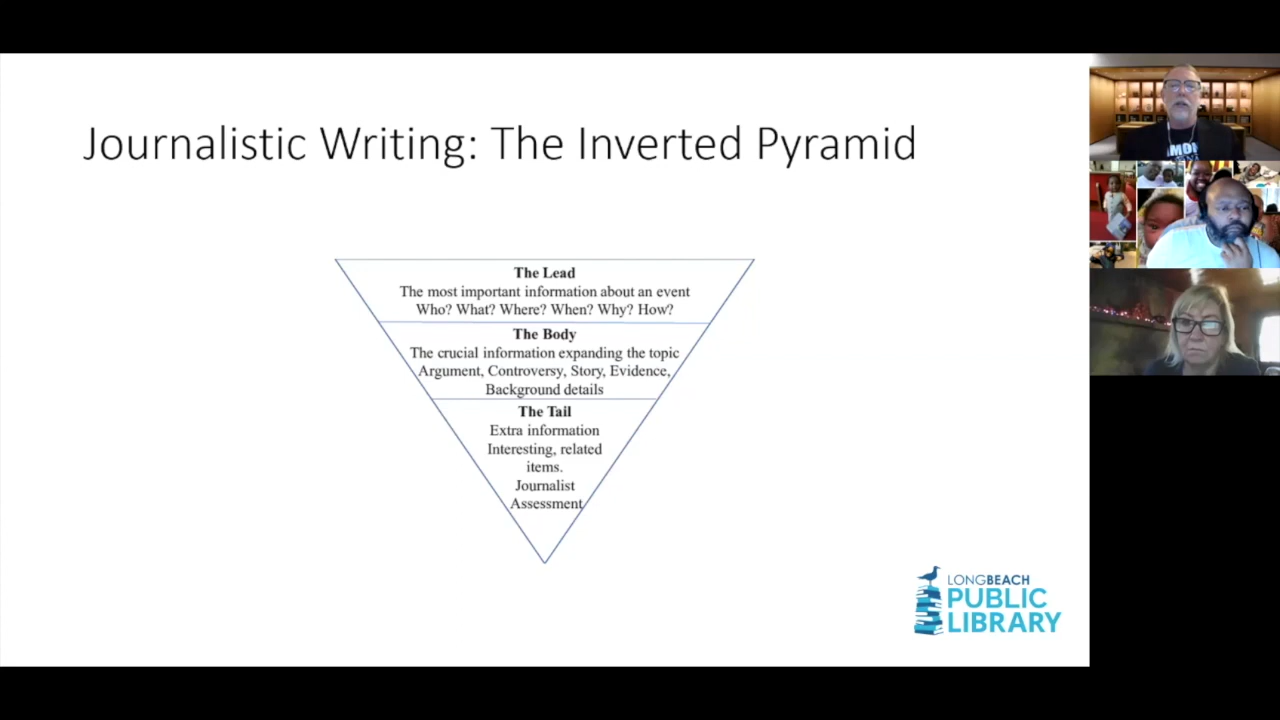 Journalistic Writing: The Inverted Pyramid
The Lead
The most important information about an event
Who? What? Where? When? Why? How?
The Body
The crucial information expanding the topic
Argument, Controversy, Story, Evidence,
Background details
The Tail
Extra information
Interesting, related
items.
Journalist
Assessment
LONGBEACH
PUBLIC
LIBRARY